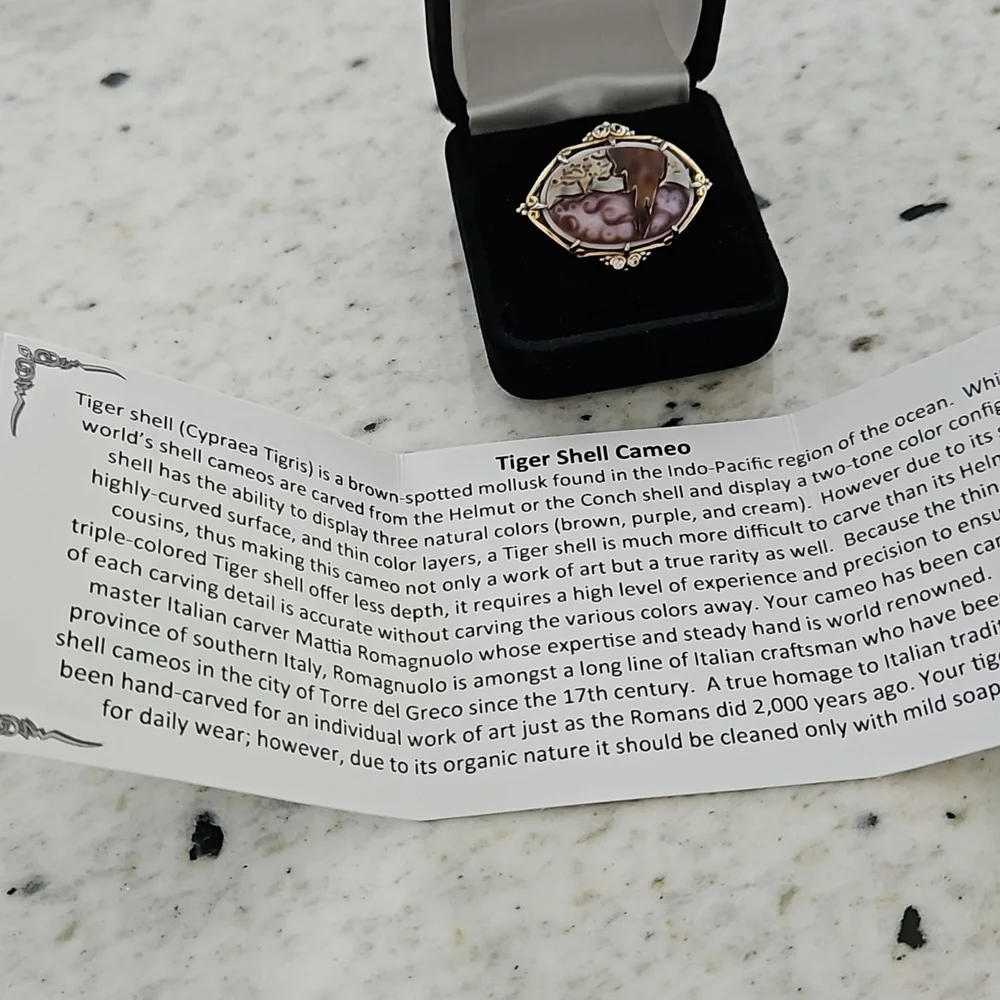 Tiger Shell Cameo
Tiger shell (Cypraea Tigris) is a brown-spotted mollusk found in the Indo-Pacific region of the ocean. Whi
world's shell cameos are carved from the Helmut or the Conch shell and display a two-tone color config
shell has the ability to display three natural colors (brown, purple, and cream). However due to its
highly-curved surface, and thin color layers, a Tiger shell is much more difficult to carve than its Helm
cousins, thus making this cameo not only a work of art but a true rarity as well. Because the thin
triple-colored Tiger shell offer less depth, it requires a high level of experience and precision to ensu
of each carving detail is accurate without carving the various colors away. Your cameo has been car
master Italian carver Mattia Romagnuolo whose expertise and steady hand is world renowned.
province of southern Italy, Romagnuolo is amongst a long line of Italian craftsman who have bee
shell cameos in the city of Torre del Greco since the 17th century. A true homage to Italian tradit
been hand-carved for an individual work of art just as the Romans did 2,000 years ago. Your tige
for daily wear; however, due to its organic nature it should be cleaned only with mild soap